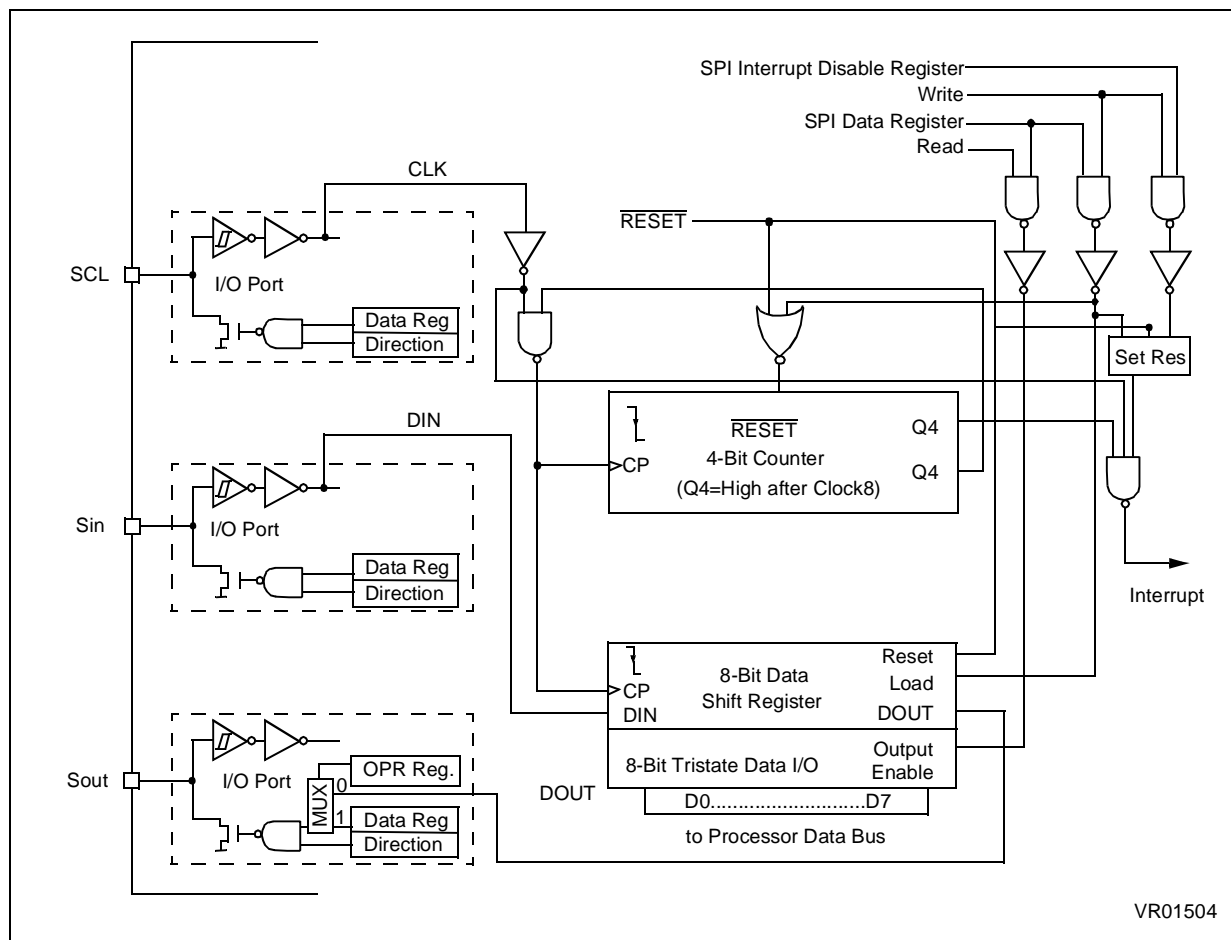 SPI Interrupt Disable Register
Write
SPI Data Register
Read
CLK
RESET
SCL
I/O Port
Data Reg
Direction
Set Res
DIN
RESET
4-Bit Counter
(Q4=High after Clock8)
CP
Q4
Q4
Sin
I/O Port
Data Reg
Direction
Interrupt
CP
DIN
8-Bit Data
Shift Register
Reset
Load
DOUT
8-Bit Tristate Data I/O
Output
Enable
Sout
I/O Port
OPR Reg.
MUX
0
1
Data Reg
Direction
DOUT
D0...........................D7
to Processor Data Bus
VR01504